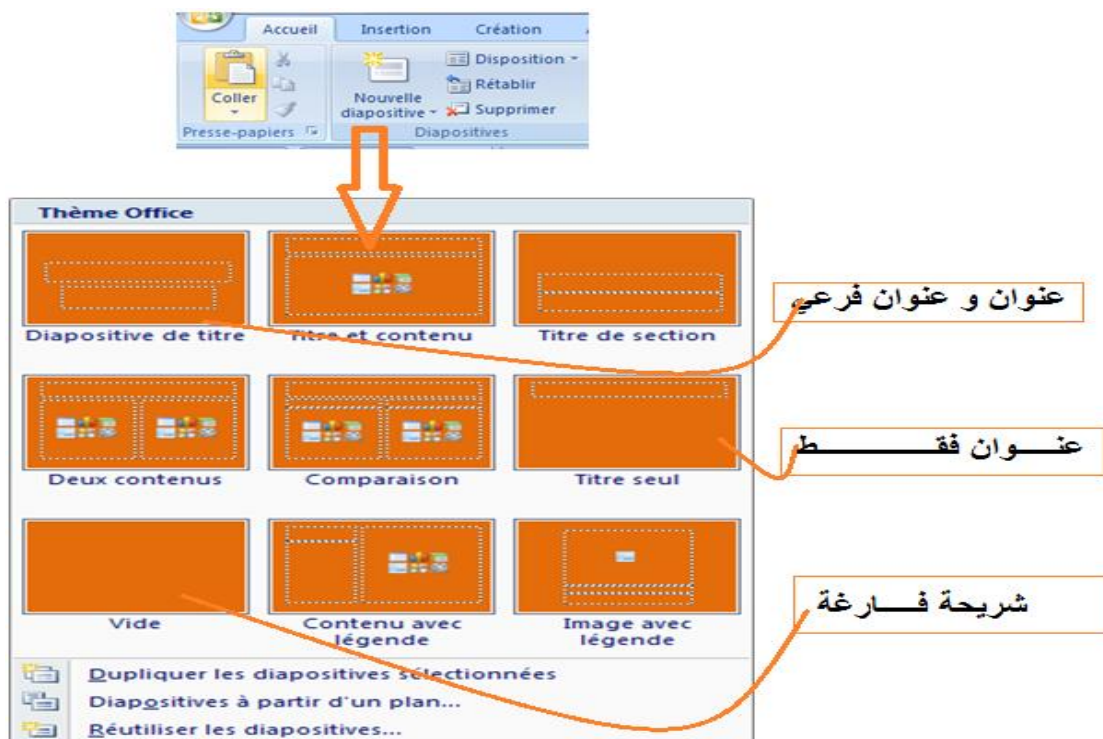 Accueil Insertion Création
Disposition
Rétablir
Coller
Nouvelle
diapositive
Supprimer
Presse-papiers
Diapositives
Thème Office
Diapositive de titre
Titre et contenu
Titre de section
عنوان و عنوان فرعي
Deux contenus
Comparaison
Titre seul
عنـــوان فقــــــــط
Vide
Contenu avec
légende
Image avec
légende
شريحة فـــارغة
Dupliquer les diapositives sélectionnées
Diapositives à partir d'un plan...
Réutiliser les diapositives...